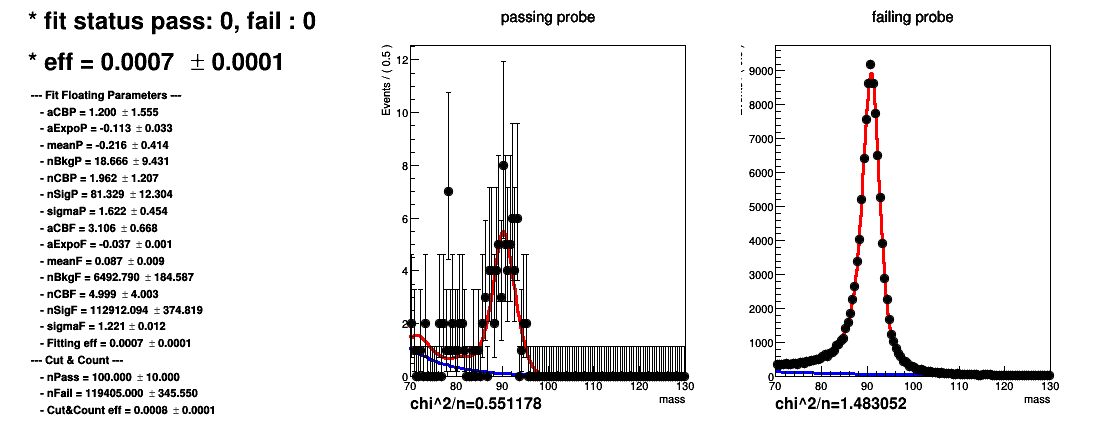 * fit status pass: 0, fail : 0
* eff = 0.0007 ± 0.0001
--- Fit Floating Parameters ---
- aCBP = 1.200 ± 1.555
- aExpoP = -0.113 ± 0.033
- meanP = -0.216 ± 0.414
- nBkgP = 18.666 ± 9.431
- nCBP = 1.962 ± 1.207
- nSigP = 81.329 ± 12.304
- sigmaP = 1.622 ± 0.454
- aCBF = 3.106 ± 0.668
- aExpoF = -0.037 ± 0.001
- meanF = 0.087 ± 0.009
- nBkgF = 6492.790 ± 184.587
- nCBF = 4.999 ± 4.003
- nSigF = 112912.094 ± 374.819
- sigmaF = 1.221 ± 0.012
- Fitting eff = 0.0007 ± 0.0001
--- Cut & Count ---
- nPass = 100.000 ± 10.000
- nFail = 119405.000 ± 345.550
- Cut&Count eff = 0.0008 ± 0.0001
passing probe
Events / ( 0.5 )
12
10
8
6
4
2
0
70 80 90 100 110 120 130
mass
chi^2/n=0.551178
failing probe
9000
8000
7000
6000
5000
4000
3000
2000
1000
0
70 80 90 100 110 120 130
mass
chi^2/n=1.483052